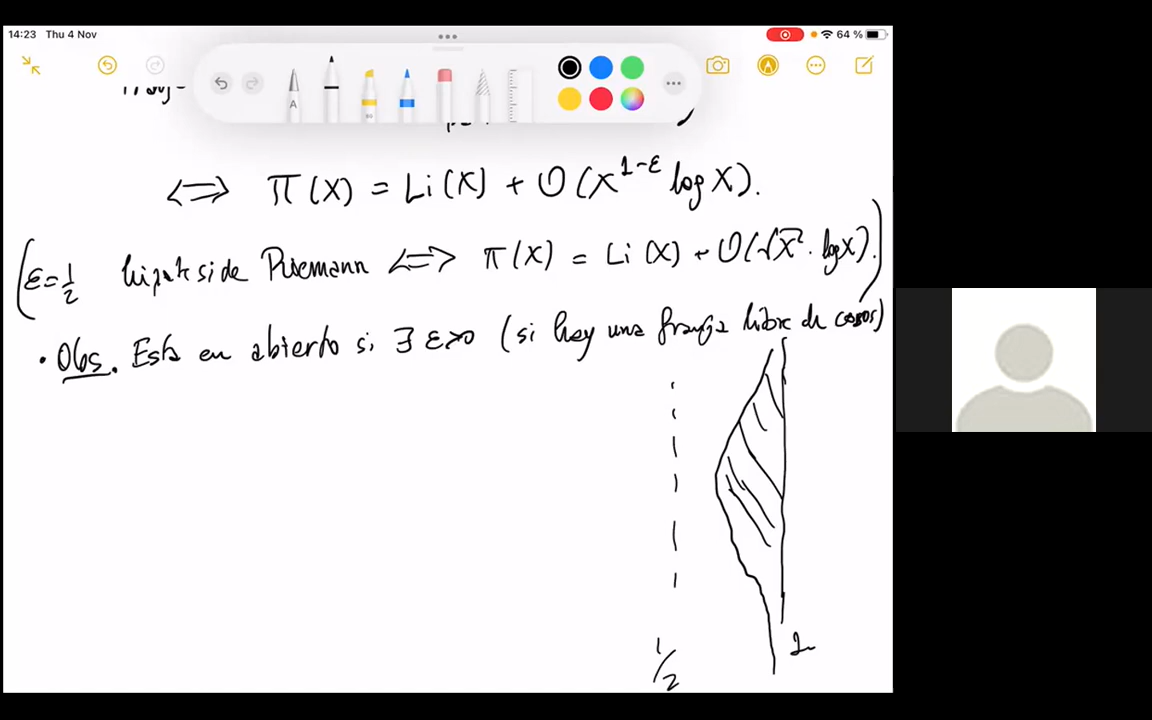 14:23 Thu 4 Nov
64 %
A
⟺ π(x) = Li(x) + O(x^{1-ε} log x).
(ε=1/2 hipótesis de Riemann ⟺ π(x) = Li(x) + O(√x · log x).)
• Obs. Está en abierto si ∃ ε>0 (si hay una franja libre de ceros)
1/2
1